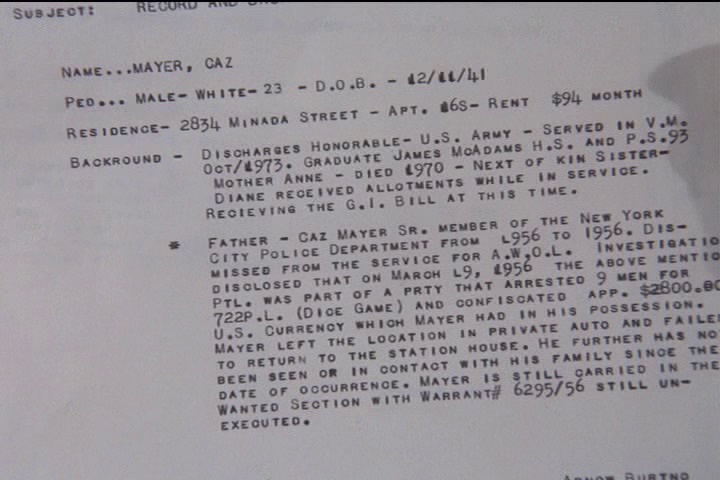 SUBJECT: RECORD AND
NAME...MAYER, CAZ
PED... MALE- WHITE- 23 - D.O.B. - 12/11/41
RESIDENCE- 2834 MINADA STREET - APT. 16S- RENT $94 MONTH
BACKROUND - DISCHARGES HONORABLE- U.S. ARMY - SERVED IN V.M.
OCT/1973. GRADUATE JAMES MCADAMS H.S. AND P.S.93
MOTHER ANNE - DIED 1970 - NEXT OF KIN SISTER-
DIANE RECEIVED ALLOTMENTS WHILE IN SERVICE.
RECIEVING THE G.I. BILL AT THIS TIME.
* FATHER - CAZ MAYER SR. MEMBER OF THE NEW YORK
CITY POLICE DEPARTMENT FROM L956 TO 1956. DIS-
MISSED FROM THE SERVICE FOR A.W.O.L. INVESTIGATIO
DISCLOSED THAT ON MARCH L9, 1956 THE ABOVE MENTIO
PTL. WAS PART OF A PRTY THAT ARRESTED 9 MEN FOR
722P.L. (DICE GAME) AND CONFISCATED APP. $2800.00
U.S. CURRENCY WHICH MAYER HAD IN HIS POSSESSION.
MAYER LEFT THE LOCATION IN PRIVATE AUTO AND FAILE
TO RETURN TO THE STATION HOUSE. HE FURTHER HAS NO
BEEN SEEN OR IN CONTACT WITH HIS FAMILY SINCE THE
DATE OF OCCURRENCE. MAYER IS STILL CARRIED IN THE
WANTED SECTION WITH WARRANT# 6295/56 STILL UN-
EXECUTED.